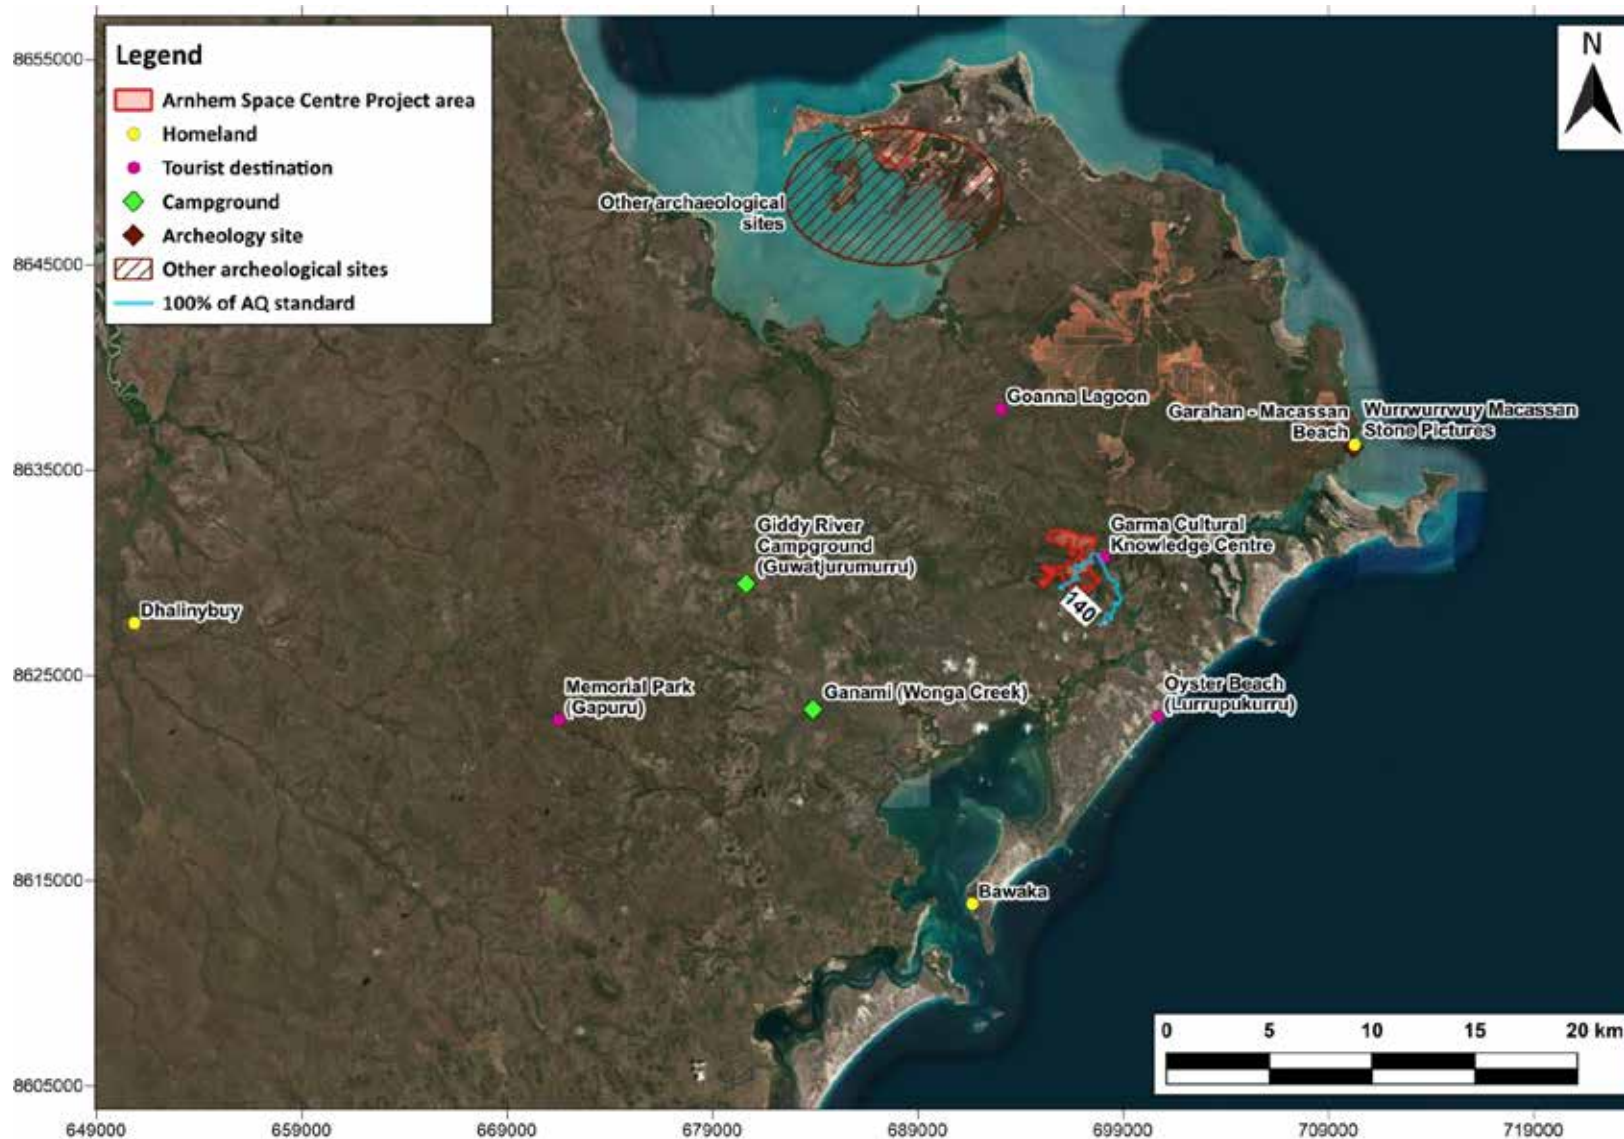 Legend
Arnhem Space Centre Project area
Homeland
Tourist destination
Campground
Archeology site
Other archeological sites
100% of AQ standard
N
8655000
8645000
8635000
8625000
8615000
8605000
Other archaeological
sites
Goanna Lagoon
Garahan - Macassan
Beach
Wurrwurrwuy Macassan
Stone Pictures
Giddy River
Campground
(Guwatjurumurru)
Garma Cultural
Knowledge Centre
140
Dhalinybuy
Memorial Park
(Gapuru)
Ganami (Wonga Creek)
Oyster Beach
(Lurrupukurru)
Bawaka
0 5 10 15 20 km
649000 659000 669000 679000 689000 699000 709000 719000